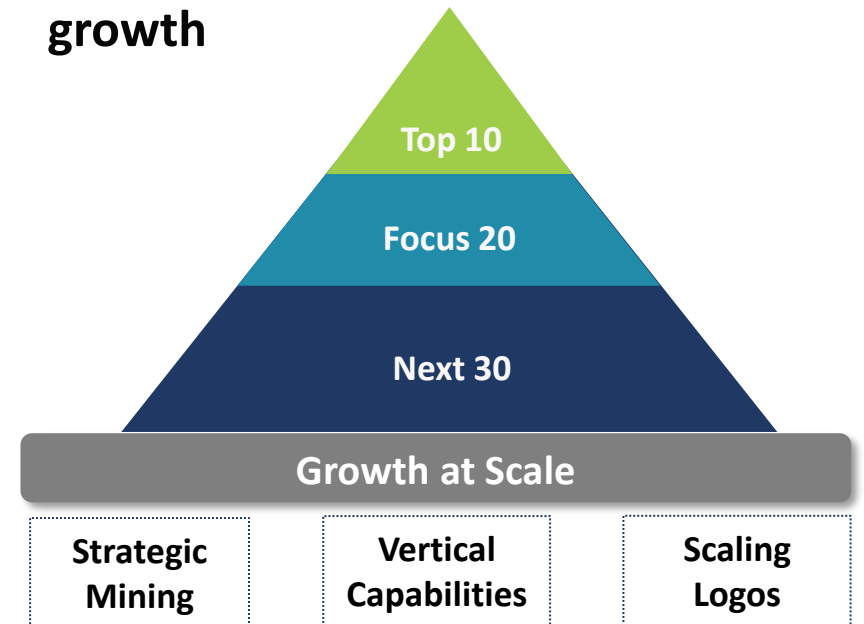 growth
Top 10
Focus 20
Next 30
Growth at Scale
Strategic
Mining
Vertical
Capabilities
Scaling
Logos